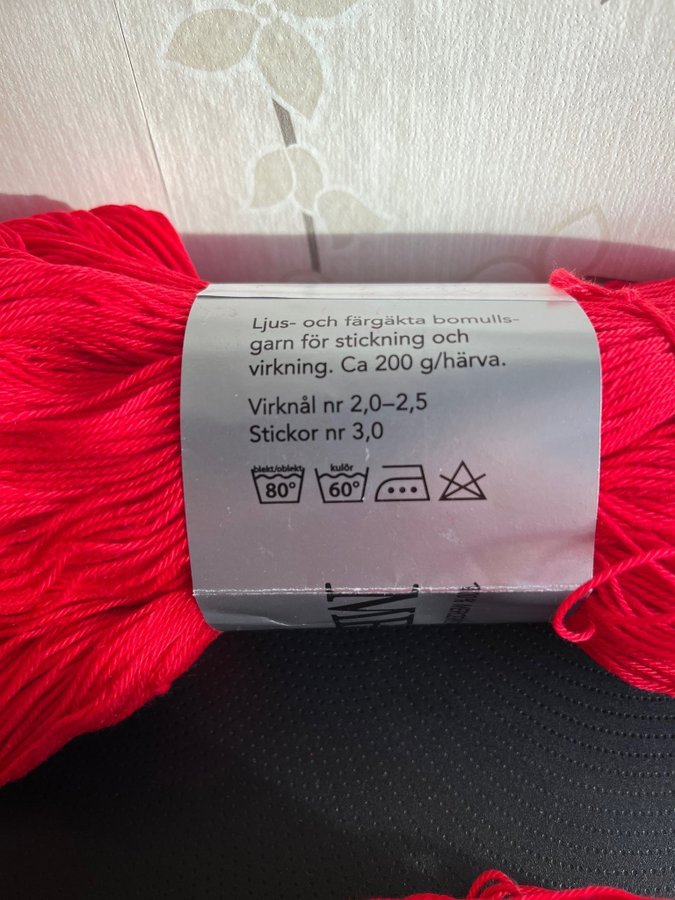 Ljus- och färgäkta bomulls-
garn för stickning och
virkning. Ca 200 g/härva.
Virknål nr 2,0–2,5
Stickor nr 3,0
blekt/oblekt kulör
80° 60°